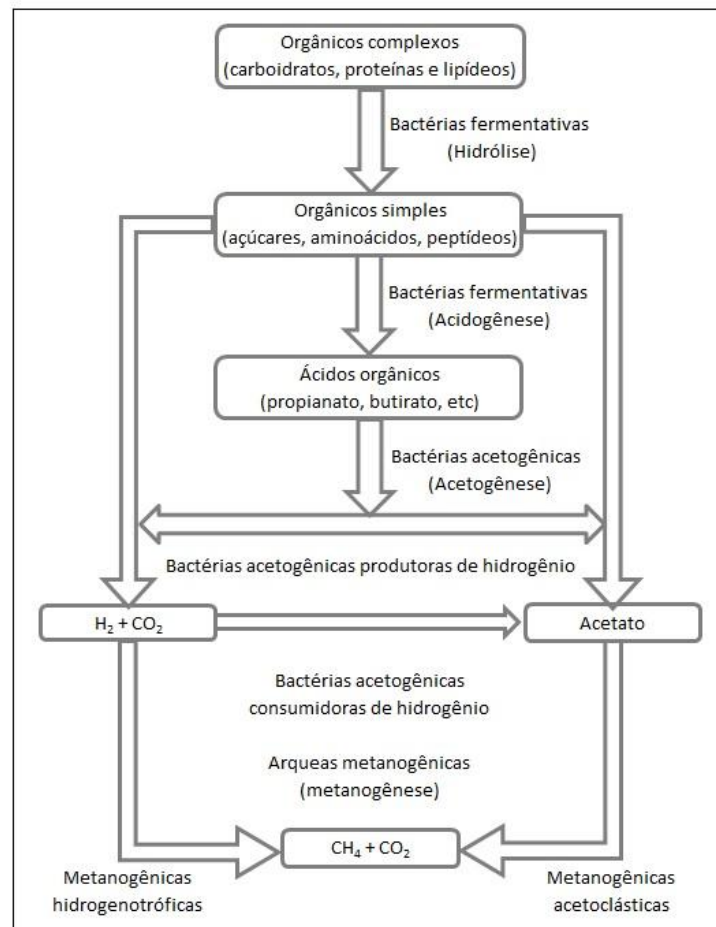 Orgânicos complexos
(carboidratos, proteínas e lipídeos)
Bactérias fermentativas
(Hidrólise)
Orgânicos simples
(açúcares, aminoácidos, peptídeos)
Bactérias fermentativas
(Acidogênese)
Ácidos orgânicos
(propianato, butirato, etc)
Bactérias acetogênicas
(Acetogênese)
Bactérias acetogênicas produtoras de hidrogênio
H₂ + CO₂
Acetato
Bactérias acetogênicas
consumidoras de hidrogênio
Arqueas metanogênicas
(metanogênese)
CH₄ + CO₂
Metanogênicas
hidrogenotróficas
Metanogênicas
acetoclásticas